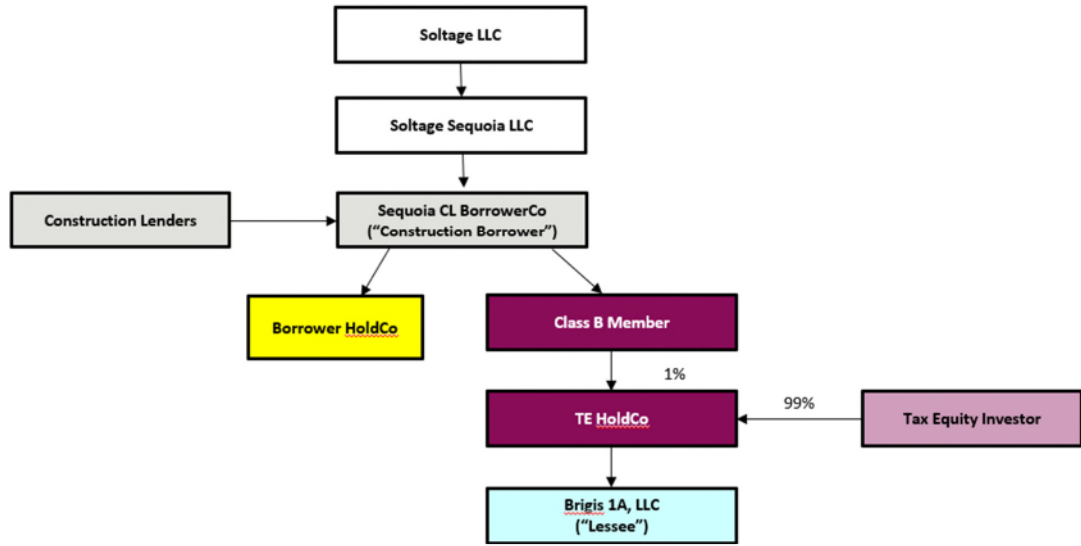 Soltage LLC
Soltage Sequoia LLC
Construction Lenders
Sequoia CL BorrowerCo
(“Construction Borrower”)
Borrower HoldCo
Class B Member
1%
TE HoldCo
99%
Tax Equity Investor
Brigis 1A, LLC
(“Lessee”)